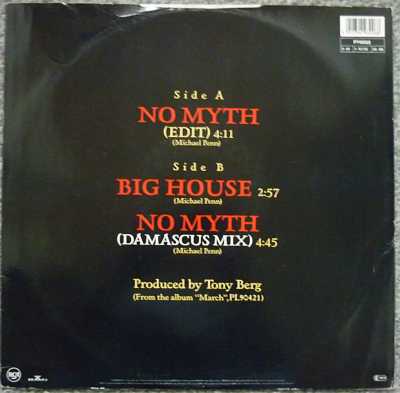 Side A
NO MYTH
(EDIT) 4:11
(Michael Penn)
Side B
BIG HOUSE 2:57
(Michael Penn)
NO MYTH
(DAMASCUS MIX) 4:45
(Michael Penn)
Produced by Tony Berg
(From the album "March",PL90421)
RCA